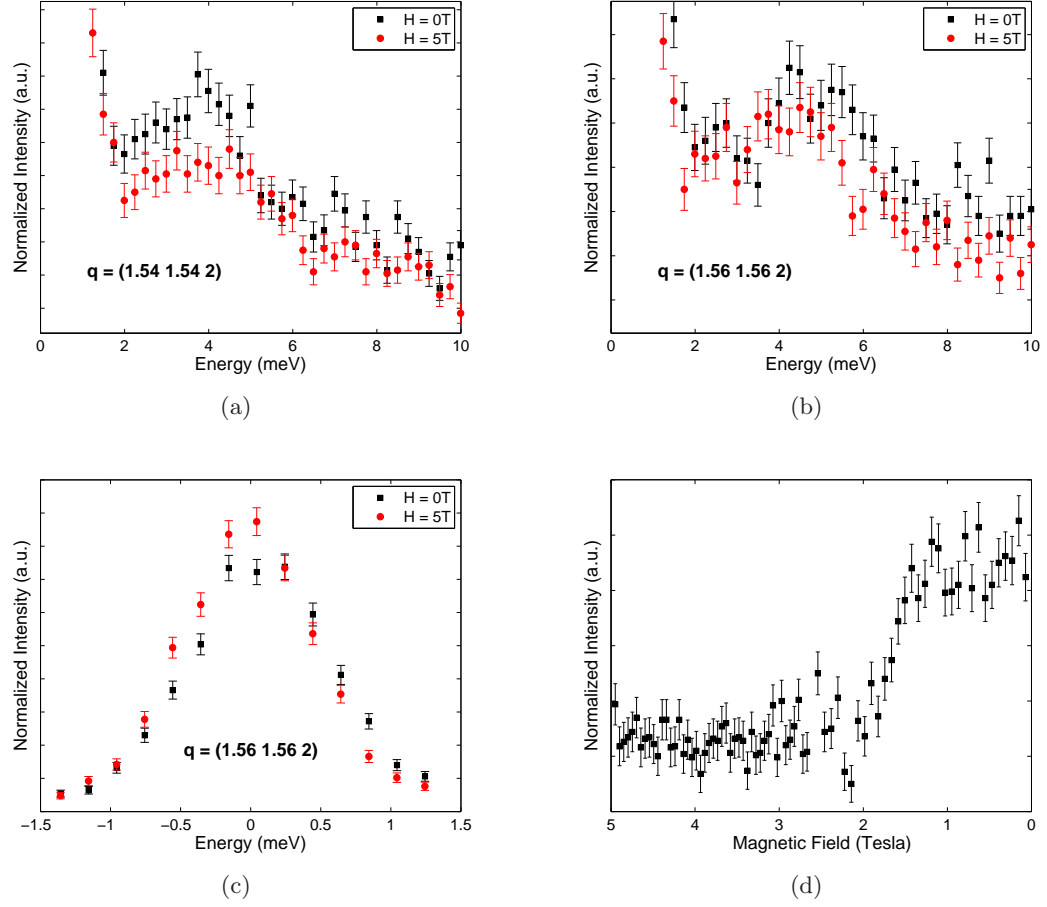 H = 0T
H = 5T
Normalized Intensity (a.u.)
q = (1.54 1.54 2)
0 2 4 6 8 10
Energy (meV)
(a)
H = 0T
H = 5T
Normalized Intensity (a.u.)
q = (1.56 1.56 2)
0 2 4 6 8 10
Energy (meV)
(b)
H = 0T
H = 5T
Normalized Intensity (a.u.)
q = (1.56 1.56 2)
−1.5 −1 −0.5 0 0.5 1 1.5
Energy (meV)
(c)
Normalized Intensity (a.u.)
5 4 3 2 1 0
Magnetic Field (Tesla)
(d)